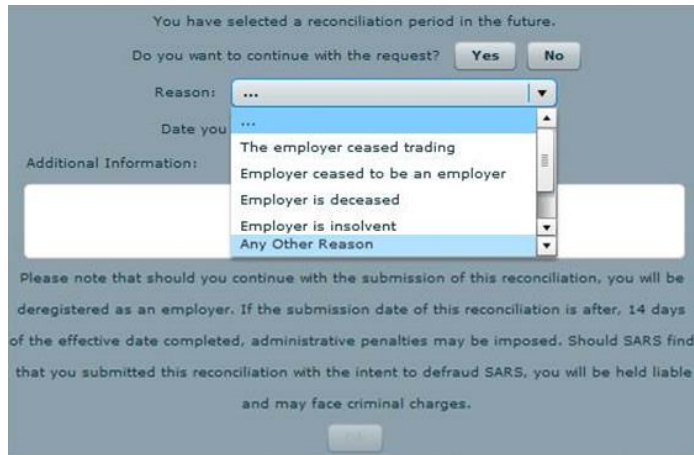 You have selected a reconciliation period in the future.
Do you want to continue with the request? Yes No
Reason: ...
Date you
...
The employer ceased trading
Additional Information:
Employer ceased to be an employer
Employer is deceased
Employer is insolvent
Any Other Reason
Please note that should you continue with the submission of this reconciliation, you will be
deregistered as an employer. If the submission date of this reconciliation is after, 14 days
of the effective date completed, administrative penalties may be imposed. Should SARS find
that you submitted this reconciliation with the intent to defraud SARS, you will be held liable
and may face criminal charges.